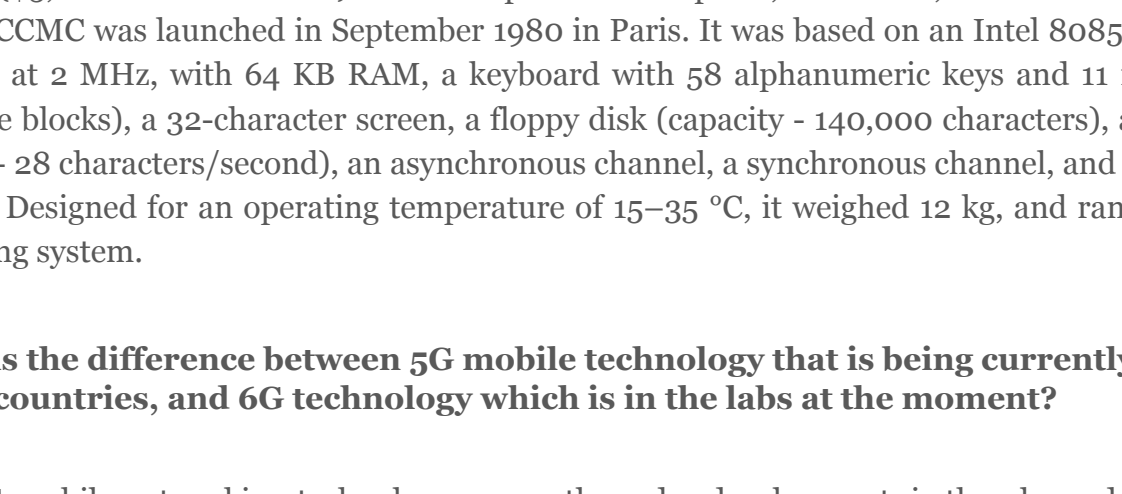 CCMC was launched in September 1980 in Paris. It was based on an Intel 8085
at 2 MHz, with 64 KB RAM, a keyboard with 58 alphanumeric keys and 11
blocks), a 32-character screen, a floppy disk (capacity - 140,000 characters),
- 28 characters/second), an asynchronous channel, a synchronous channel, and
Designed for an operating temperature of 15–35 °C, it weighed 12 kg, and ran
ng system.
the difference between 5G mobile technology that is being currently
countries, and 6G technology which is in the labs at the moment?